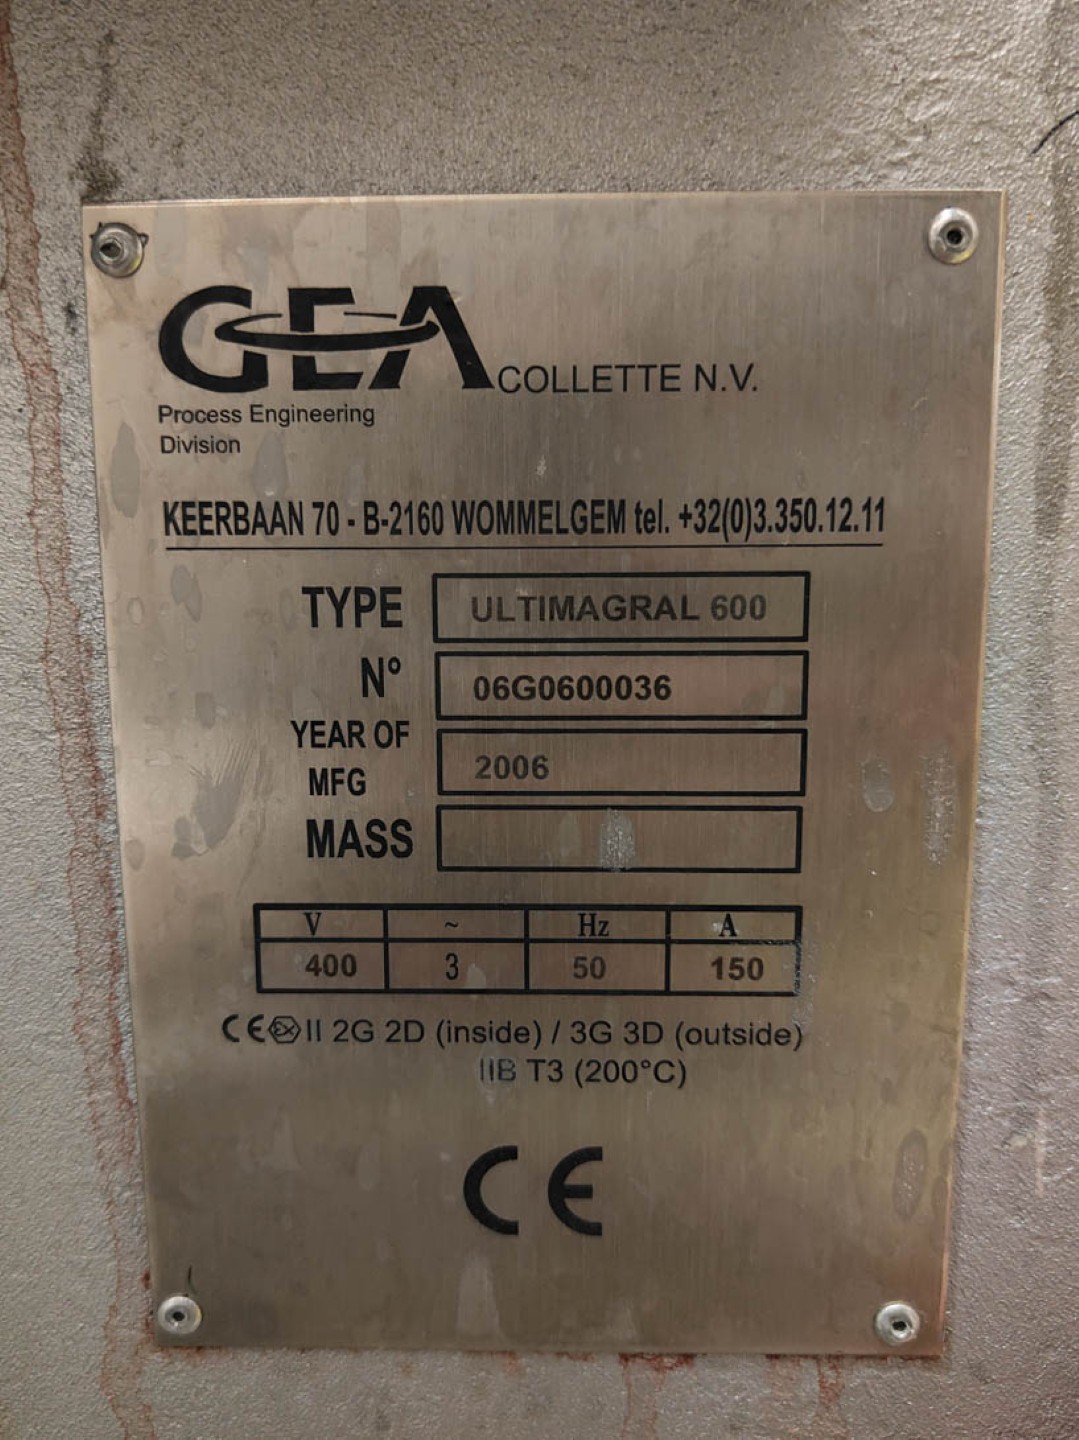 GEA COLLETTE N.V.
Process Engineering
Division
KEERBAAN 70 - B-2160 WOMMELGEM tel. +32(0)3.350.12.11
TYPE ULTIMAGRAL 600
N° 06G0600036
YEAR OF
MFG 2006
MASS
V ~ Hz A
400 3 50 150
CE Ex II 2G 2D (inside) / 3G 3D (outside)
IIB T3 (200°C)
CE